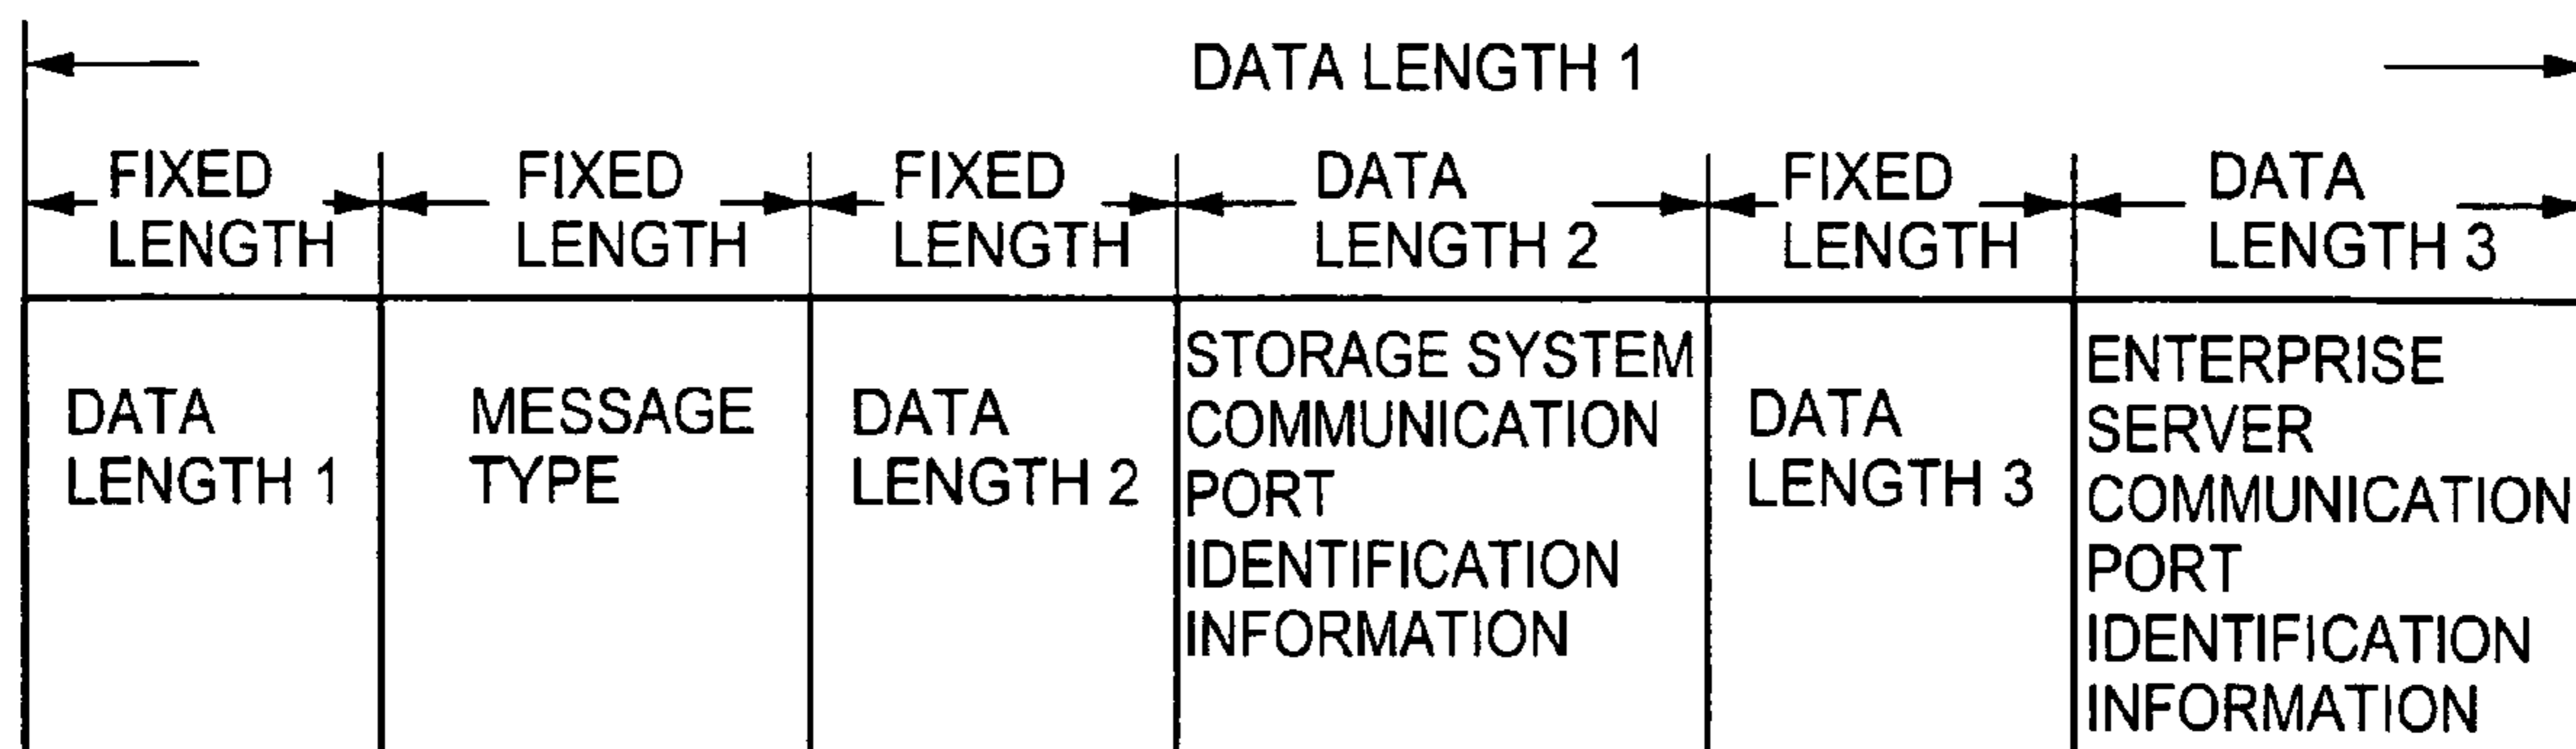 DATA LENGTH 1
FIXED
LENGTH
FIXED
LENGTH
FIXED
LENGTH
DATA
LENGTH 2
FIXED
LENGTH
DATA
LENGTH 3
DATA
LENGTH 1
MESSAGE
TYPE
DATA
LENGTH 2
STORAGE SYSTEM
COMMUNICATION
PORT
IDENTIFICATION
INFORMATION
DATA
LENGTH 3
ENTERPRISE
SERVER
COMMUNICATION
PORT
IDENTIFICATION
INFORMATION